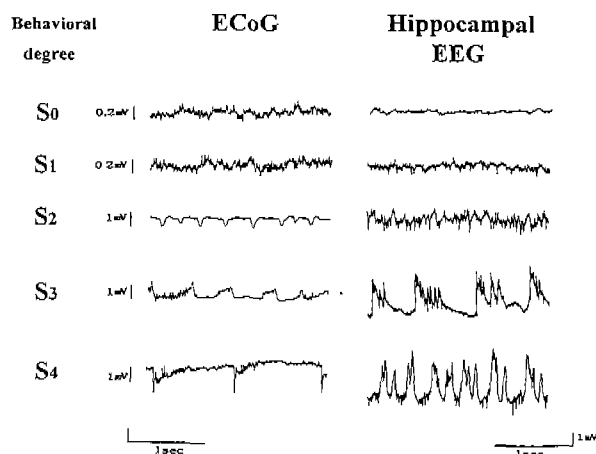 Behavioral
degree
ECoG
Hippocampal
EEG
S0 0.2mV
S1 0.2mV
S2 1mV
S3 1mV
S4 1mV
1sec
1sec
1mV